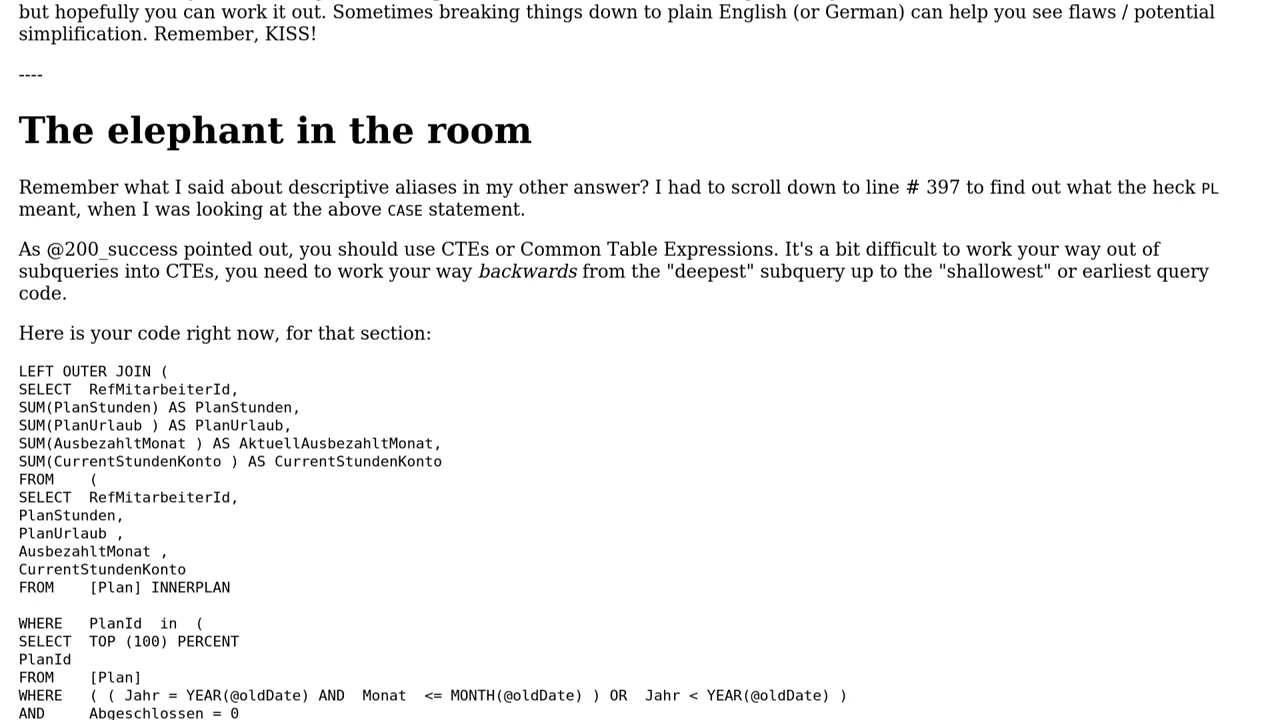 but hopefully you can work it out. Sometimes breaking things down to plain English (or German) can help you see flaws / potential
simplification. Remember, KISS!
----
The elephant in the room
Remember what I said about descriptive aliases in my other answer? I had to scroll down to line # 397 to find out what the heck PL
meant, when I was looking at the above CASE statement.
As @200_success pointed out, you should use CTEs or Common Table Expressions. It's a bit difficult to work your way out of
subqueries into CTEs, you need to work your way backwards from the "deepest" subquery up to the "shallowest" or earliest query
code.
Here is your code right now, for that section:
LEFT OUTER JOIN (
SELECT  RefMitarbeiterId,
SUM(PlanStunden) AS PlanStunden,
SUM(PlanUrlaub ) AS PlanUrlaub,
SUM(AusbezahltMonat ) AS AktuellAusbezahltMonat,
SUM(CurrentStundenKonto ) AS CurrentStundenKonto
FROM    (
SELECT  RefMitarbeiterId,
PlanStunden,
PlanUrlaub ,
AusbezahltMonat ,
CurrentStundenKonto
FROM    [Plan] INNERPLAN
WHERE   PlanId  in  (
SELECT  TOP (100) PERCENT
PlanId
FROM    [Plan]
WHERE   ( ( Jahr = YEAR(@oldDate) AND  Monat  <= MONTH(@oldDate) ) OR  Jahr < YEAR(@oldDate) )
AND     Abgeschlossen = 0